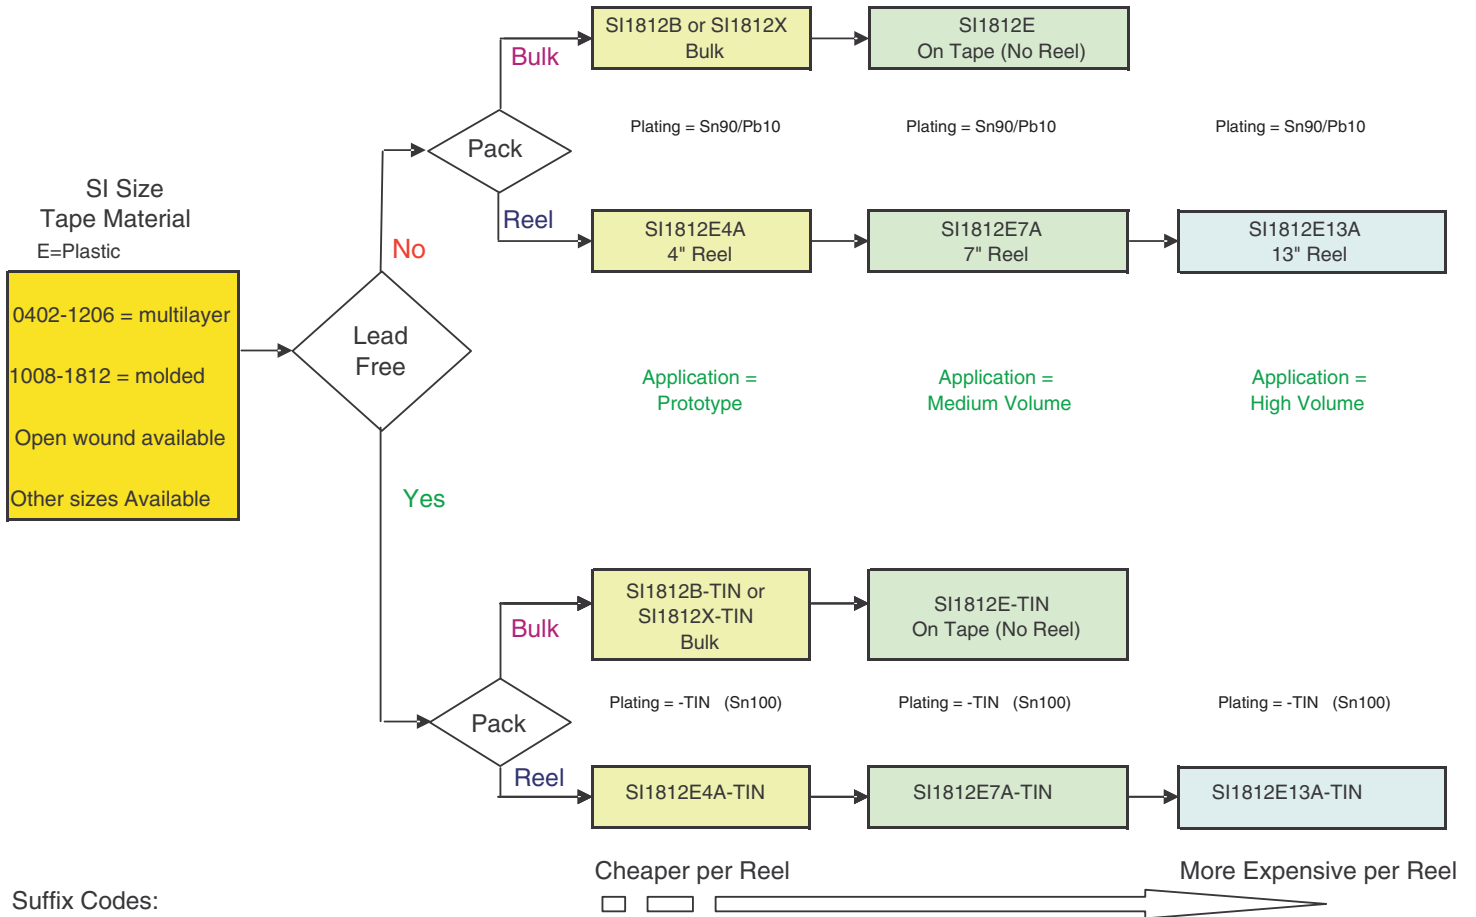 SI1812B or SI1812X
Bulk
SI1812E
On Tape (No Reel)
Bulk
Plating = Sn90/Pb10
Plating = Sn90/Pb10
Plating = Sn90/Pb10
Pack
SI Size
Tape Material
E=Plastic
Reel
SI1812E4A
4" Reel
SI1812E7A
7" Reel
SI1812E13A
13" Reel
No
0402-1206 = multilayer
1008-1812 = molded
Open wound available
Other sizes Available
Lead
Free
Application =
Prototype
Application =
Medium Volume
Application =
High Volume
Yes
SI1812B-TIN or
SI1812X-TIN
Bulk
SI1812E-TIN
On Tape (No Reel)
Bulk
Plating = -TIN (Sn100)
Plating = -TIN (Sn100)
Plating = -TIN (Sn100)
Pack
Reel
SI1812E4A-TIN
SI1812E7A-TIN
SI1812E13A-TIN
Cheaper per Reel
More Expensive per Reel
Suffix Codes: